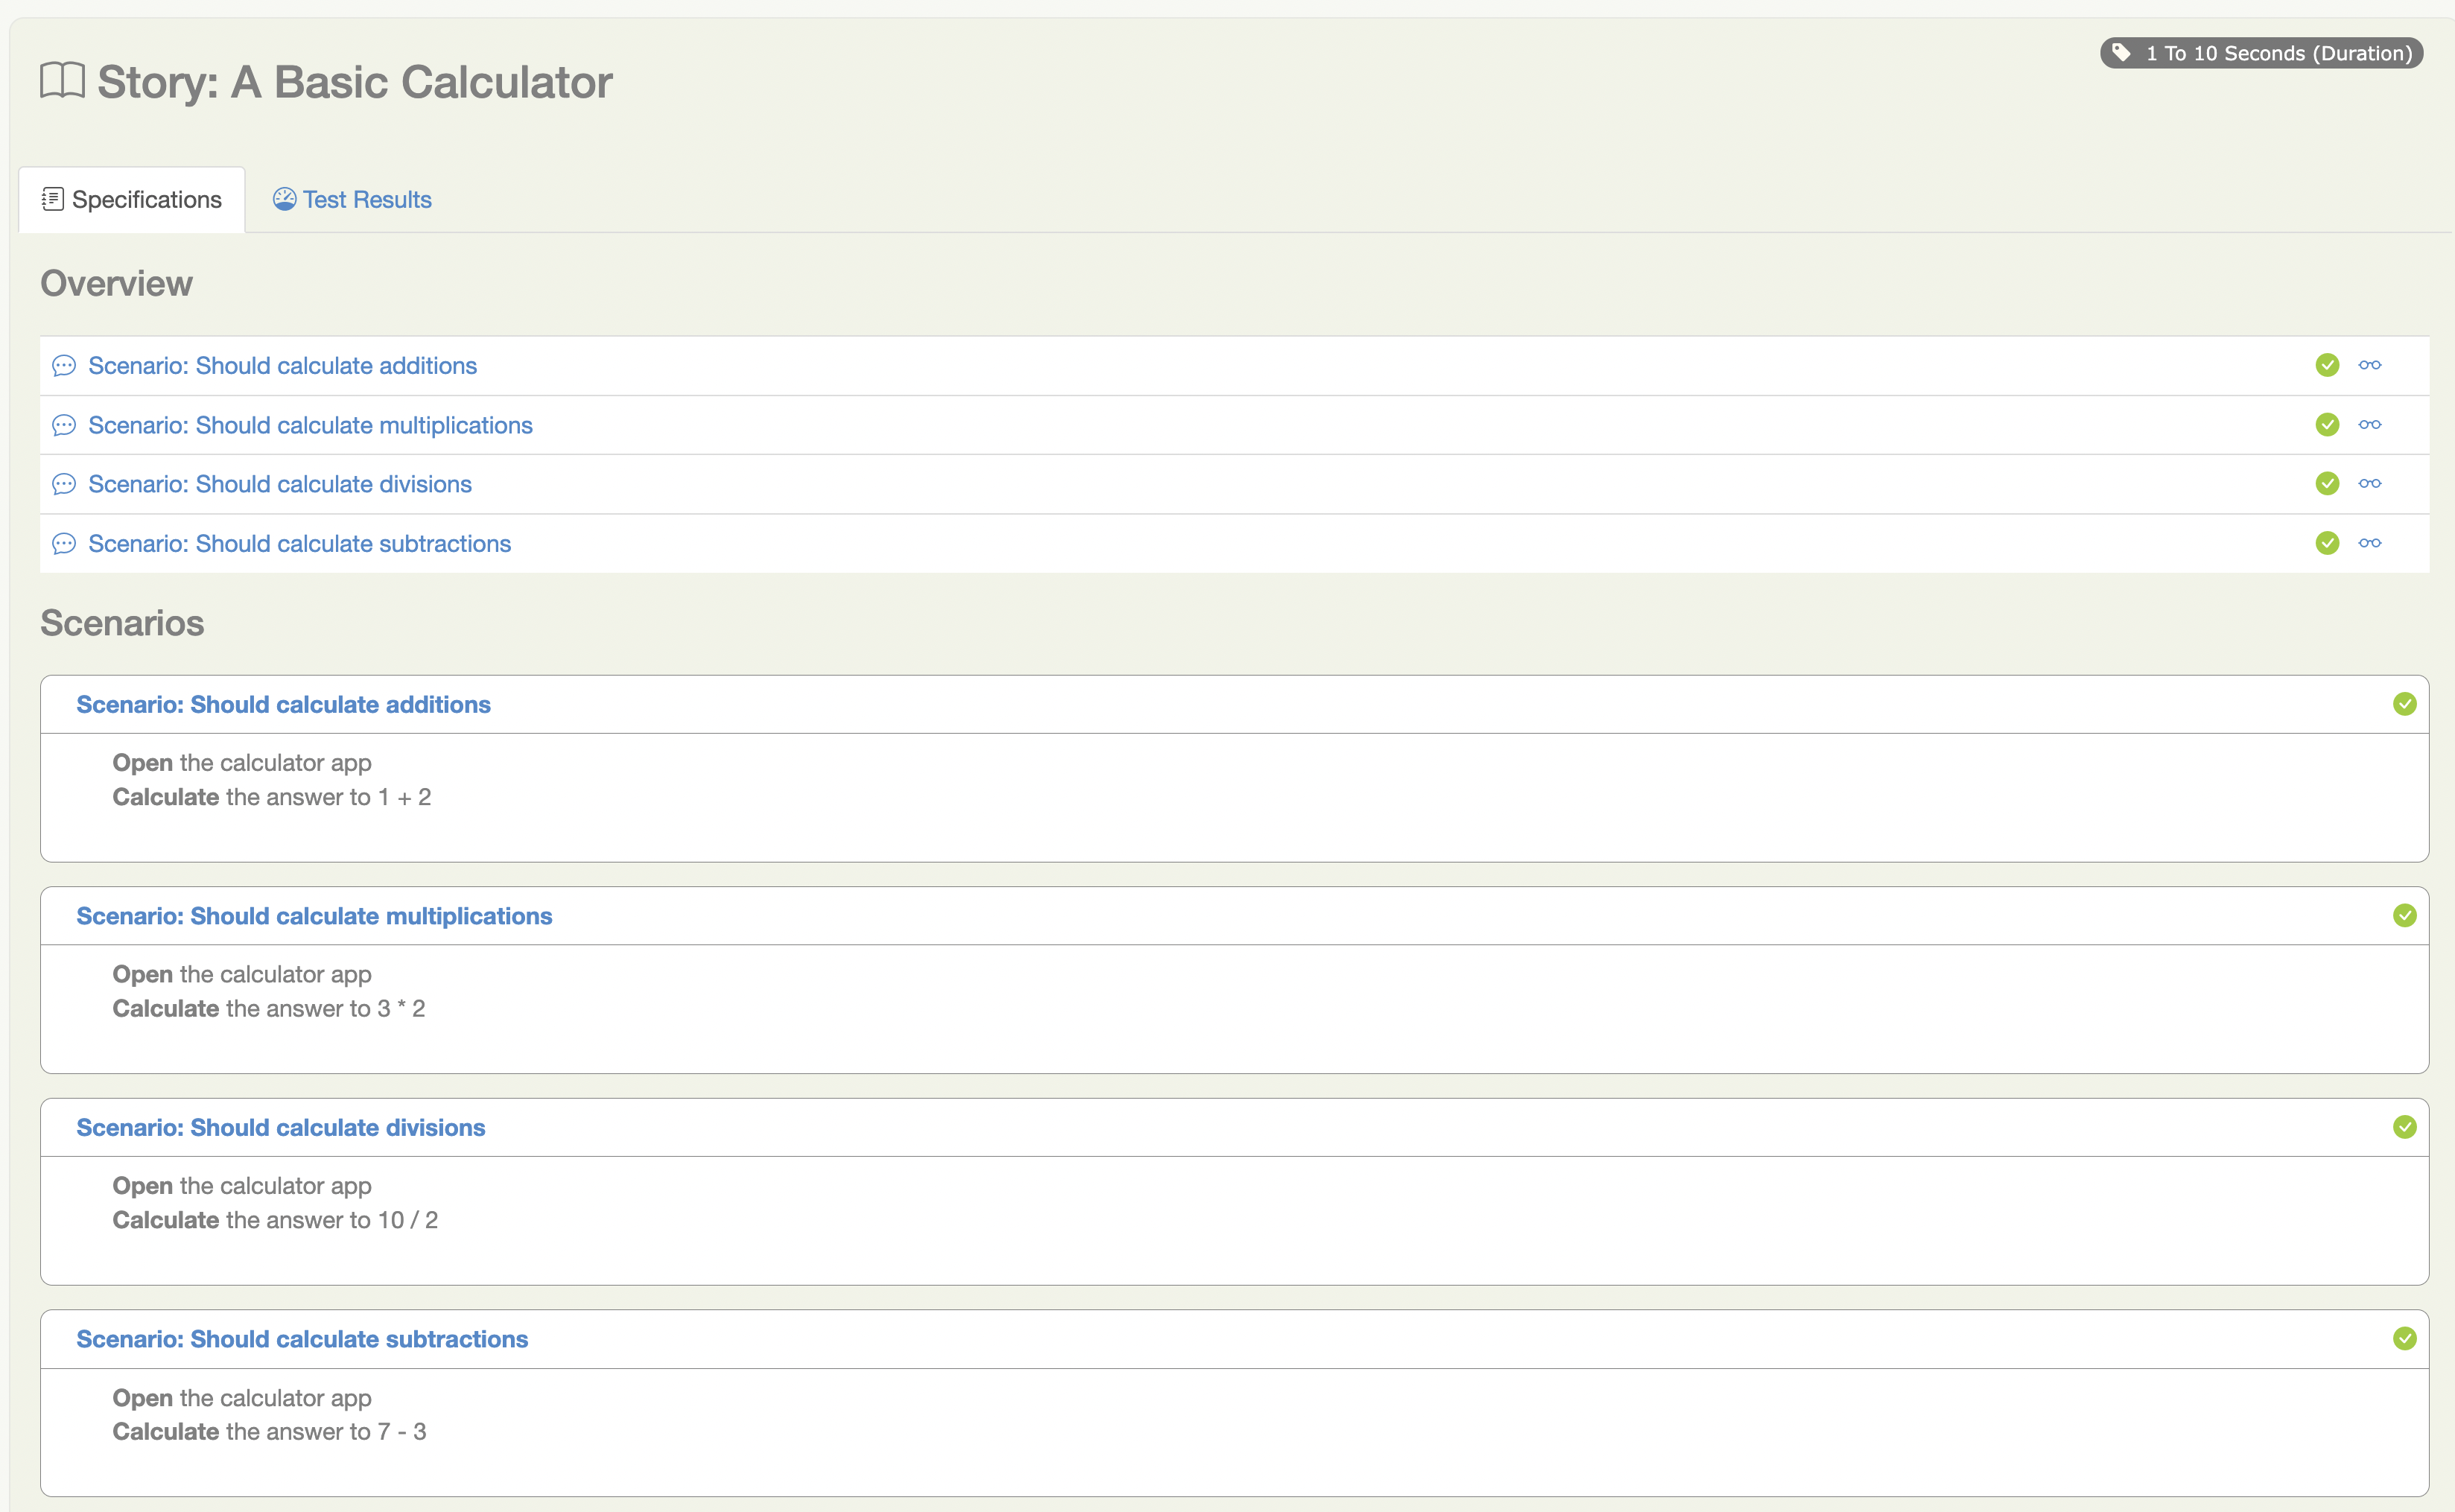 Story: A Basic Calculator
1 To 10 Seconds (Duration)
Specifications
Test Results
Overview
Scenario: Should calculate additions
Scenario: Should calculate multiplications
Scenario: Should calculate divisions
Scenario: Should calculate subtractions
Scenarios
Scenario: Should calculate additions
Open the calculator app
Calculate the answer to 1 + 2
Scenario: Should calculate multiplications
Open the calculator app
Calculate the answer to 3 * 2
Scenario: Should calculate divisions
Open the calculator app
Calculate the answer to 10 / 2
Scenario: Should calculate subtractions
Open the calculator app
Calculate the answer to 7 - 3